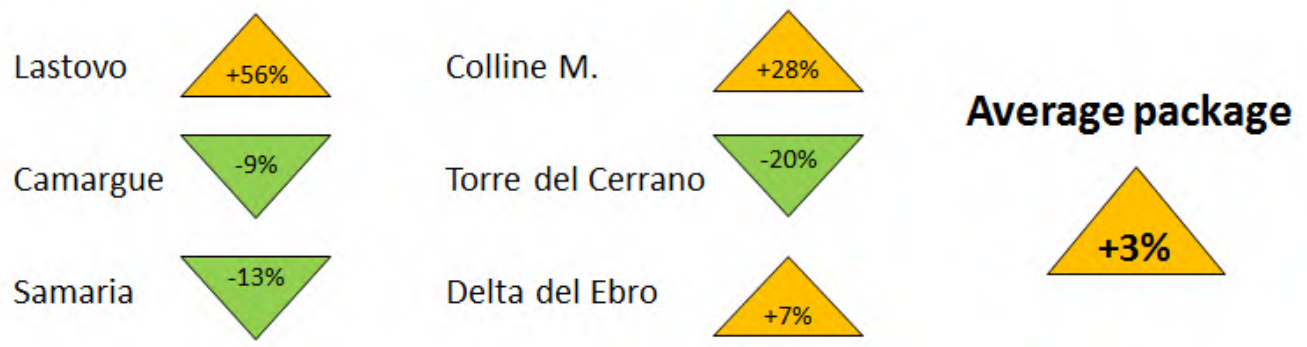 Lastovo
+56%
Camargue
-9%
Samaria
-13%
Colline M.
+28%
Torre del Cerrano
-20%
Delta del Ebro
+7%
Average package
+3%